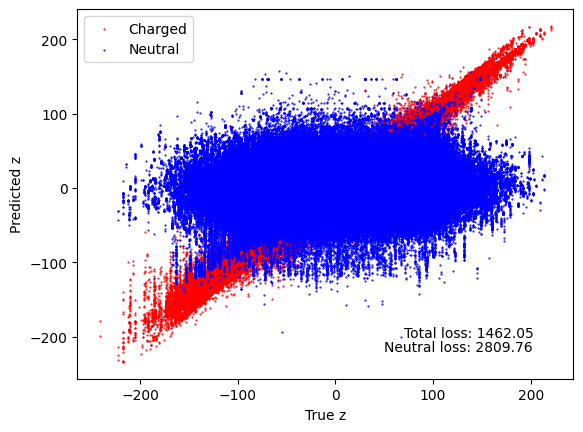 Charged
Neutral
200
100
0
−100
−200
Predicted z
Total loss: 1462.05
Neutral loss: 2809.76
−200
−100
0
100
200
True z